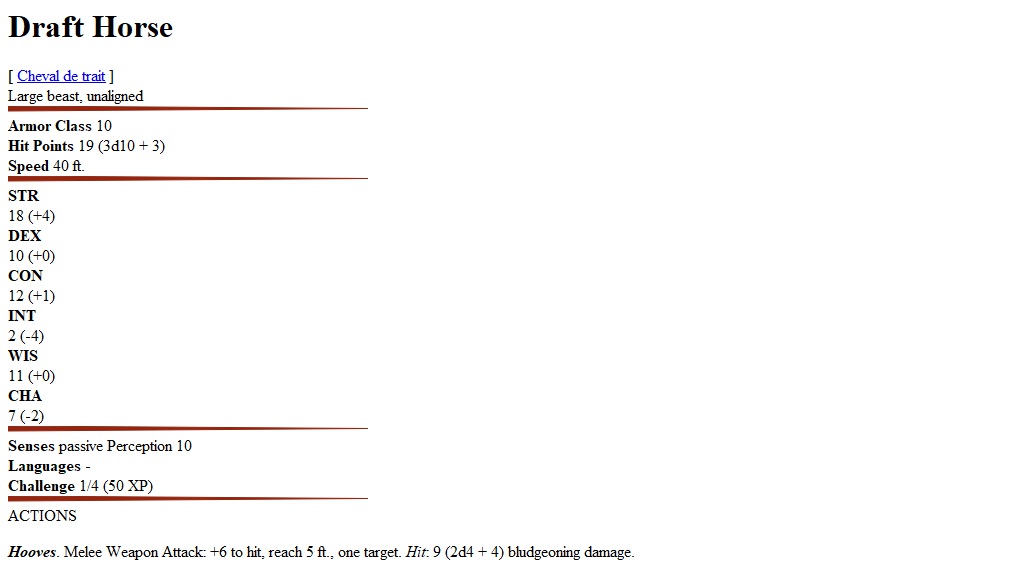 Draft Horse
[ Cheval de trait ]
Large beast, unaligned
Armor Class 10
Hit Points 19 (3d10 + 3)
Speed 40 ft.
STR
18 (+4)
DEX
10 (+0)
CON
12 (+1)
INT
2 (-4)
WIS
11 (+0)
CHA
7 (-2)
Senses passive Perception 10
Languages -
Challenge 1/4 (50 XP)
ACTIONS
Hooves. Melee Weapon Attack: +6 to hit, reach 5 ft., one target. Hit: 9 (2d4 + 4) bludgeoning damage.